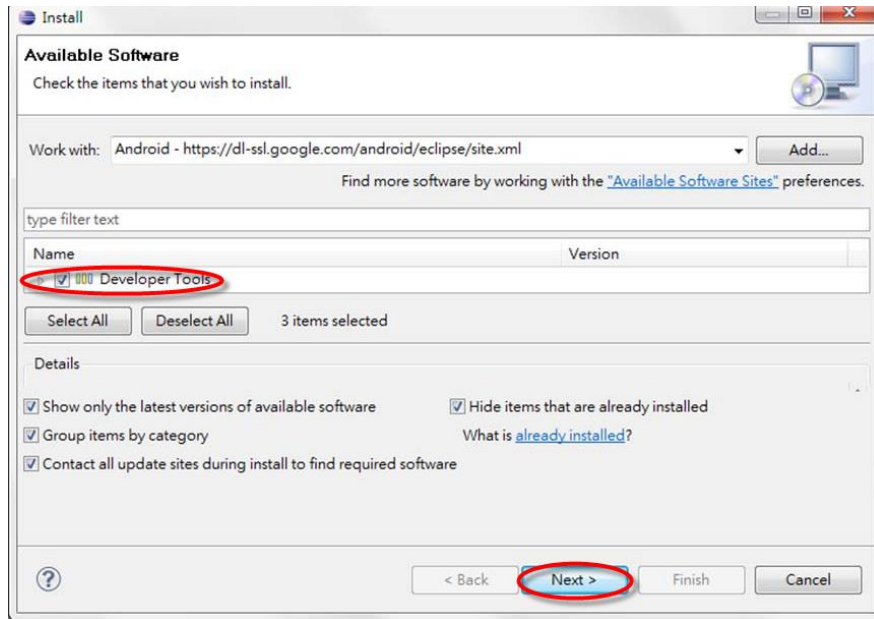 Install
Available Software
Check the items that you wish to install.
Work with: Android - https://dl-ssl.google.com/android/eclipse/site.xml Add...
Find more software by working with the "Available Software Sites" preferences.
type filter text
Name Version
Developer Tools
Select All Deselect All 3 items selected
Details
Show only the latest versions of available software Hide items that are already installed
Group items by category What is already installed?
Contact all update sites during install to find required software
? < Back Next > Finish Cancel